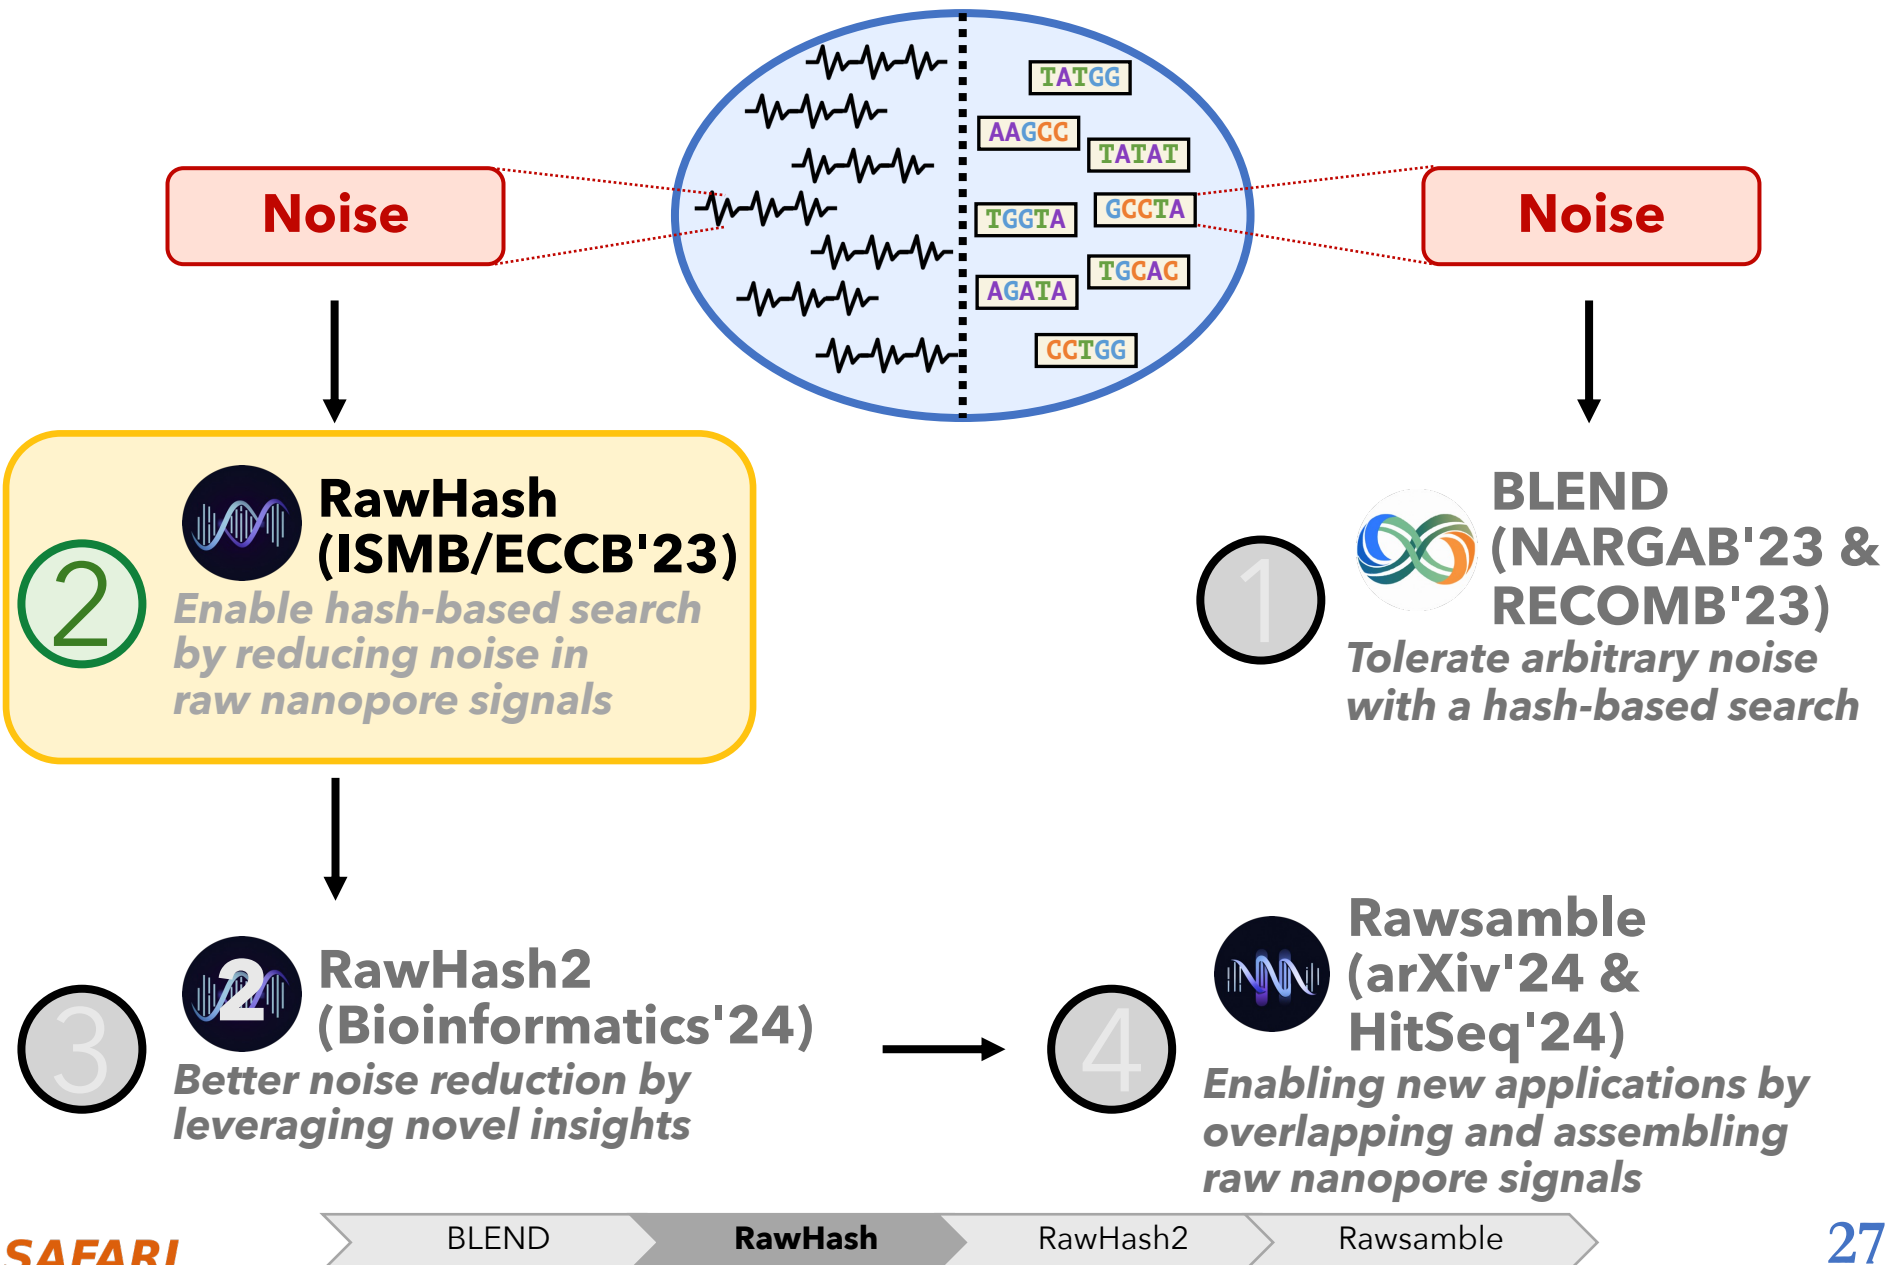 TATGG
AAGCC
TATAT
Noise
TGGTA
GCCTA
Noise
TGCAC
AGATA
CCTGG
2
RawHash
(ISMB/ECCB'23)
Enable hash-based search
by reducing noise in
raw nanopore signals
1
BLEND
(NARGAB'23 &
RECOMB'23)
Tolerate arbitrary noise
with a hash-based search
3
2
RawHash2
(Bioinformatics'24)
Better noise reduction by
leveraging novel insights
4
Rawsamble
(arXiv'24 &
HitSeq'24)
Enabling new applications by
overlapping and assembling
raw nanopore signals
SAFARI
BLEND
RawHash
RawHash2
Rawsamble
27